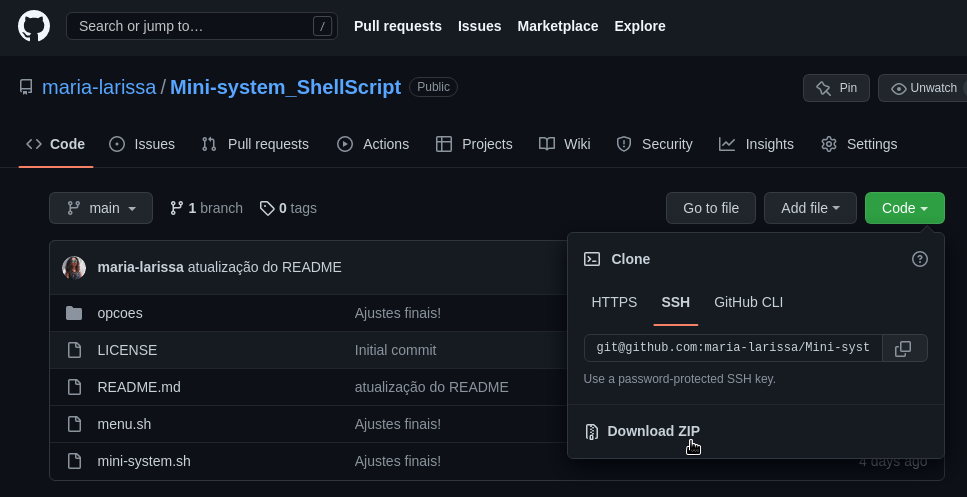 Search or jump to… / Pull requests Issues Marketplace Explore
maria-larissa / Mini-system_ShellScript Public Pin Unwatch
Code Issues Pull requests Actions Projects Wiki Security Insights Settings
main 1 branch 0 tags Go to file Add file Code
maria-larissa atualização do README
opcoes Ajustes finais!
LICENSE Initial commit
README.md atualização do README
menu.sh Ajustes finais!
mini-system.sh Ajustes finais! 4 days ago
Clone
HTTPS SSH GitHub CLI
git@github.com:maria-larissa/Mini-syst
Use a password-protected SSH key.
Download ZIP